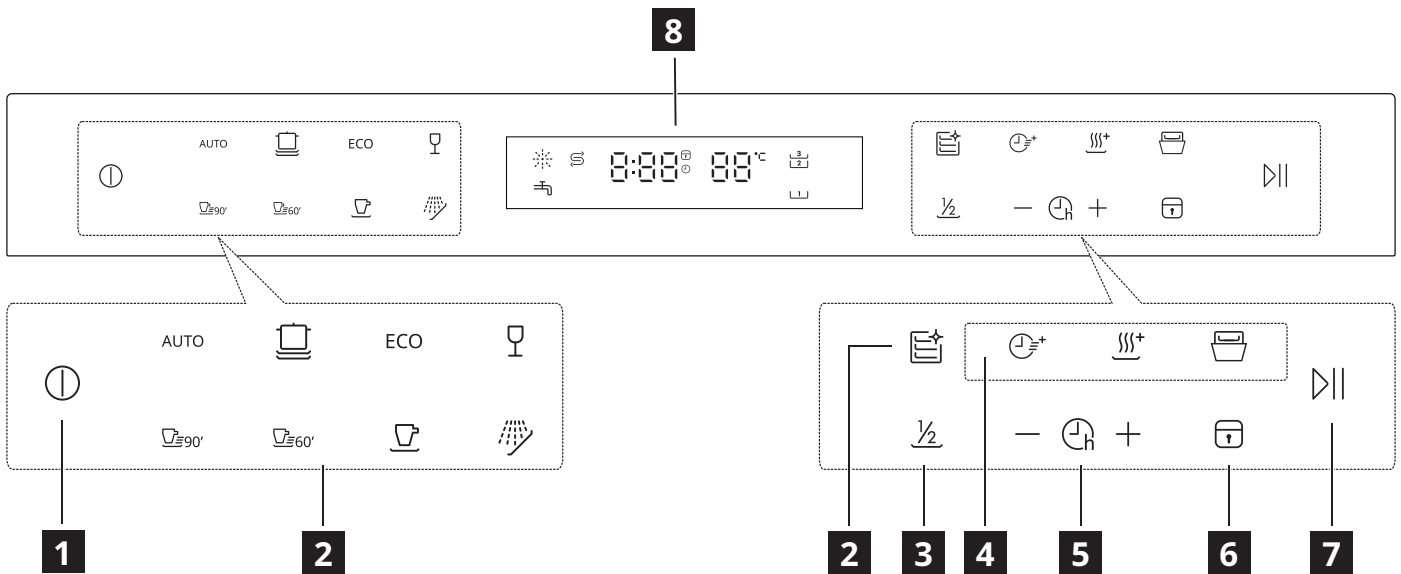 8
AUTO ECO
90′ 60′
8:88 88 °C 3
2
1
+ +
½ − h +
AUTO ECO
90′ 60′
+ +
½ − h +
1 2 2 3 4 5 6 7